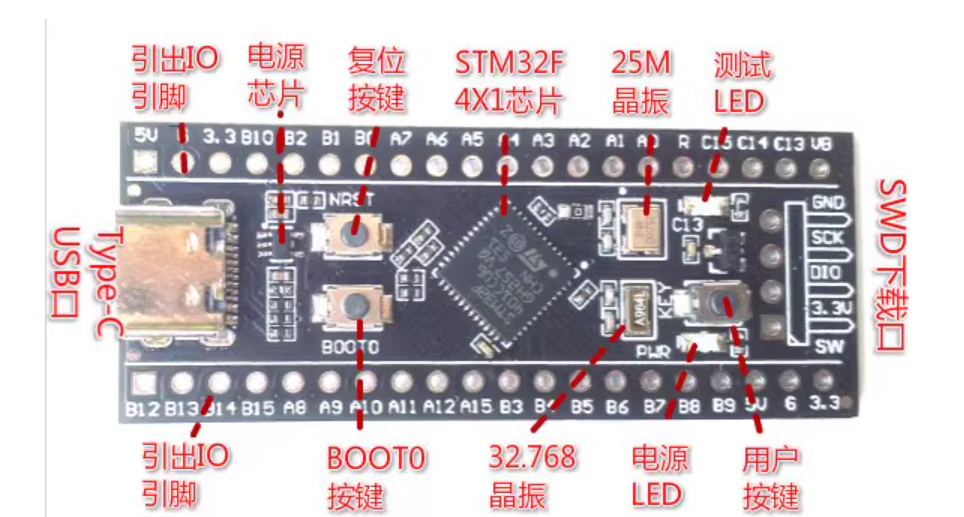 引出IO
引脚
电源
芯片
复位
按键
STM32F
4X1芯片
25M
晶振
测试
LED
5V G 3.3 B10 B2 B1 B0 A7 A6 A5 A4 A3 A2 A1 A0 R C15 C14 C13 VB
NRST
C13
GND
SCK
DIO
3.3V
SW
Type-C
USB口
SWD下载口
KEY
BOOT0
PWR
B12 B13 B14 B15 A8 A9 A10 A11 A12 A15 B3 B4 B5 B6 B7 B8 B9 5V G 3.3
引出IO
引脚
BOOT0
按键
32.768
晶振
电源
LED
用户
按键